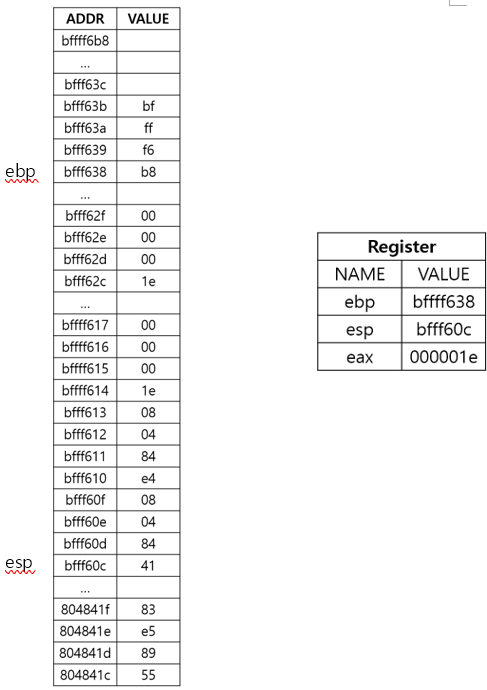 ADDR VALUE
bffff6b8
...
bfff63c
bfff63b bf
bfff63a ff
bfff639 f6
ebp bfff638 b8
...
bfff62f 00
bfff62e 00
bfff62d 00
bfff62c 1e
...
bffff617 00
bffff616 00
bffff615 00
bffff614 1e
bfff613 08
bfff612 04
bfff611 84
bfff610 e4
bfff60f 08
bfff60e 04
bfff60d 84
esp bfff60c 41
...
804841f 83
804841e e5
804841d 89
804841c 55
Register
NAME VALUE
ebp bffff638
esp bfff60c
eax 000001e